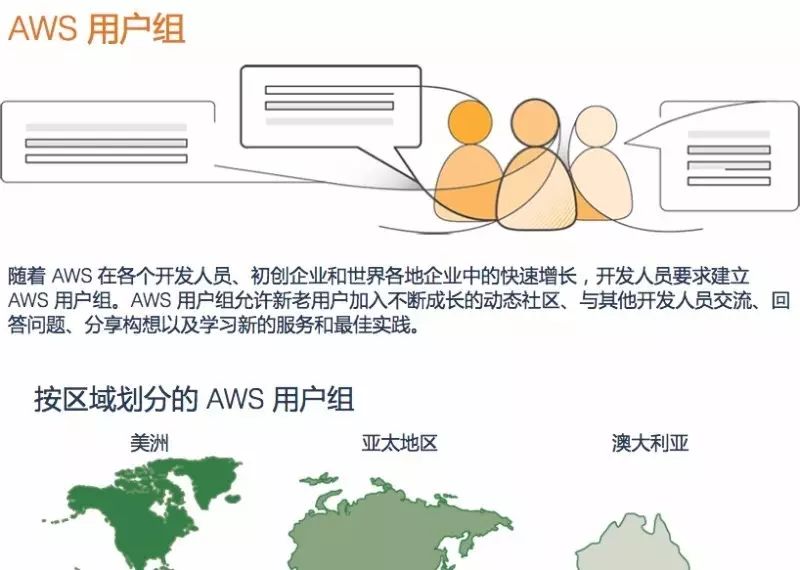 AWS 用户组
随着 AWS 在各个开发人员、初创企业和世界各地企业中的快速增长，开发人员要求建立
AWS 用户组。AWS 用户组允许新老用户加入不断成长的动态社区、与其他开发人员交流、回
答问题、分享构想以及学习新的服务和最佳实践。
按区域划分的 AWS 用户组
美洲
亚太地区
澳大利亚